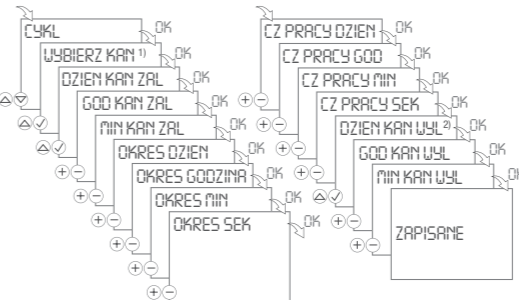 CYKL
OK
WYBIERZ KAN 1)
OK
DZIEN KAN ZAL
OK
GOD KAN ZAL
OK
MIN KAN ZAL
OK
OKRES DZIEN
OK
OKRES GODZINA
OK
OKRES MIN
OK
OKRES SEK
OK
CZ PRACY DZIEN
OK
CZ PRACY GOD
OK
CZ PRACY MIN
OK
CZ PRACY SEK
OK
DZIEN KAN WYL 2)
OK
GOD KAN WYL
OK
MIN KAN WYL
OK
ZAPISANE